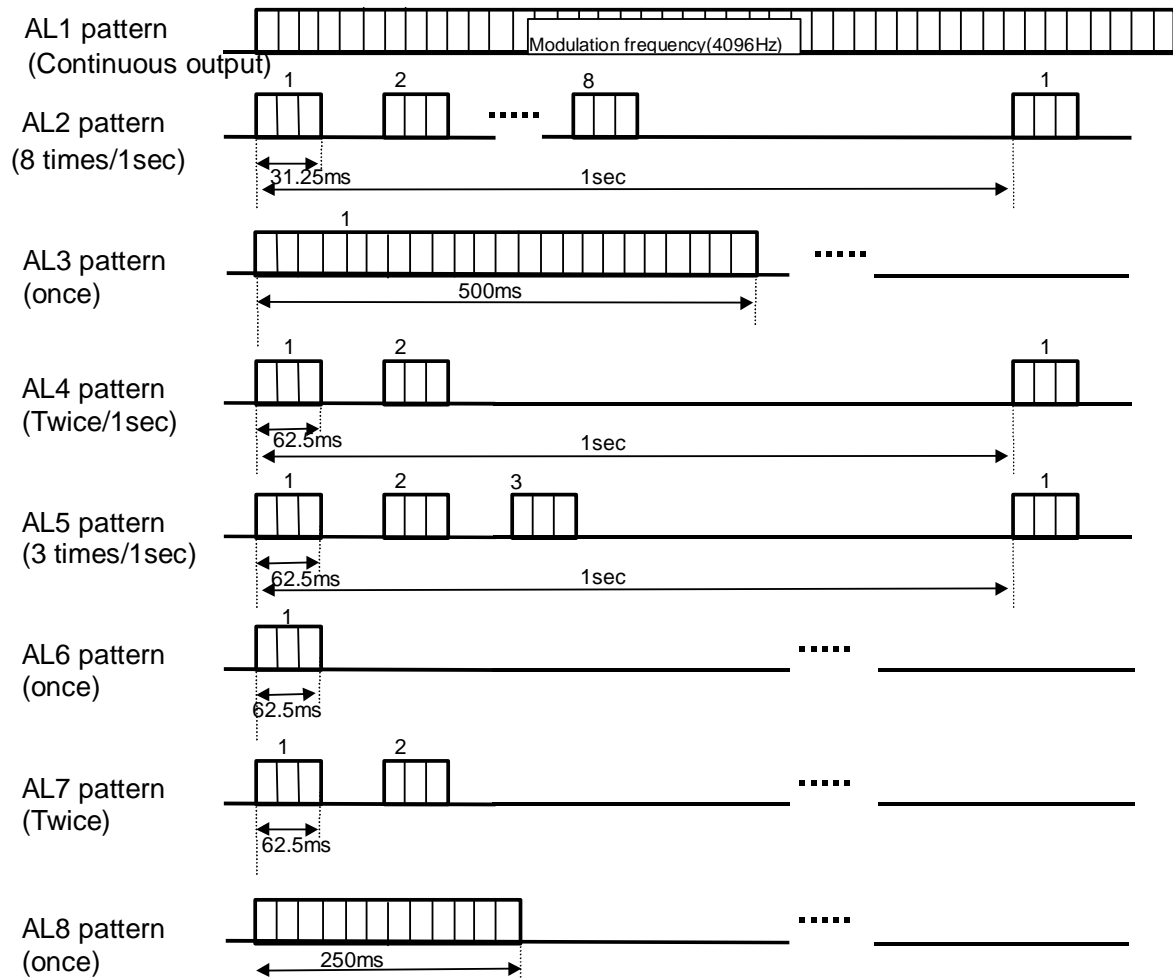 AL1 pattern
(Continuous output)
Modulation frequency(4096Hz)
1 2 8 1
AL2 pattern
(8 times/1sec)
31.25ms
1sec
1
AL3 pattern
(once)
500ms
1 2 1
AL4 pattern
(Twice/1sec)
62.5ms
1sec
1 2 3 1
AL5 pattern
(3 times/1sec)
62.5ms
1sec
1
AL6 pattern
(once)
62.5ms
1 2
AL7 pattern
(Twice)
62.5ms
AL8 pattern
(once)
250ms